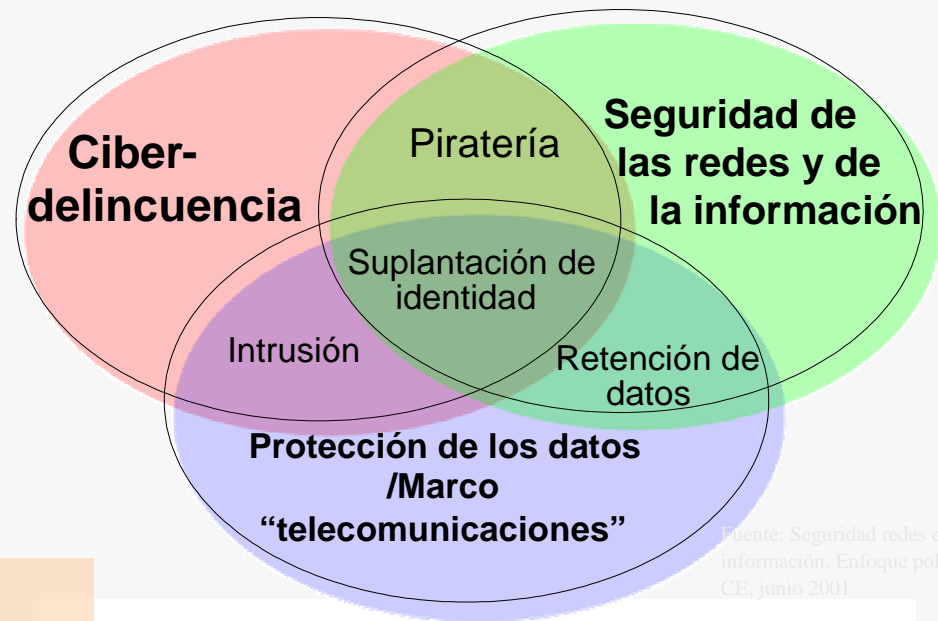 Ciber-
delincuencia
Piratería
Seguridad de
las redes y de
la información
Suplantación de
identidad
Intrusión
Retención de
datos
Protección de los datos
/Marco
“telecomunicaciones”
Fuente: Seguridad redes
información. Enfoque
CE, junio 2001